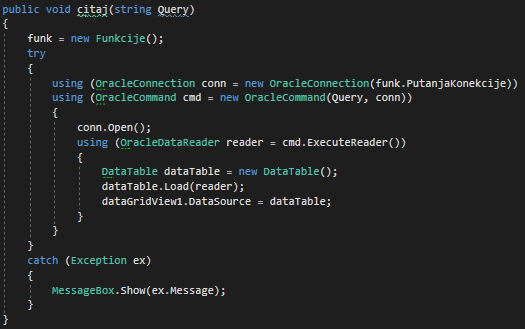 public void citaj(string Query)
{
    funk = new Funkcije();
    try
    {
        using (OracleConnection conn = new OracleConnection(funk.PutanjaKonekcije))
        using (OracleCommand cmd = new OracleCommand(Query, conn))
        {
            conn.Open();
            using (OracleDataReader reader = cmd.ExecuteReader())
            {
                DataTable dataTable = new DataTable();
                dataTable.Load(reader);
                dataGridView1.DataSource = dataTable;
            }
        }
    }
    catch (Exception ex)
    {
        MessageBox.Show(ex.Message);
    }
}